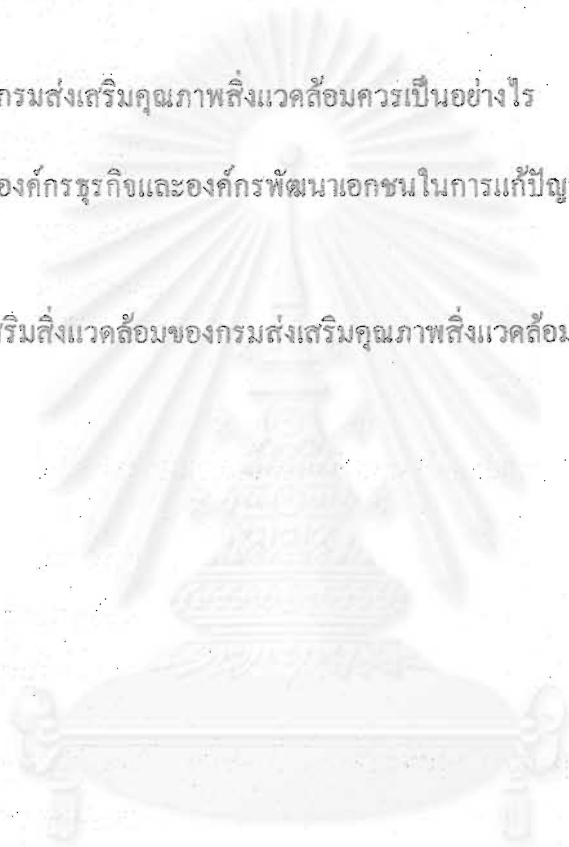 กรมส่งเสริมคุณภาพสิ่งแวดล้อมควรเป็นอย่างไร
องค์กรธุรกิจและองค์กรพัฒนาเอกชนในการแก้ปัญ
สริมสิ่งแวดล้อมของกรมส่งเสริมคุณภาพสิ่งแวดล้อม